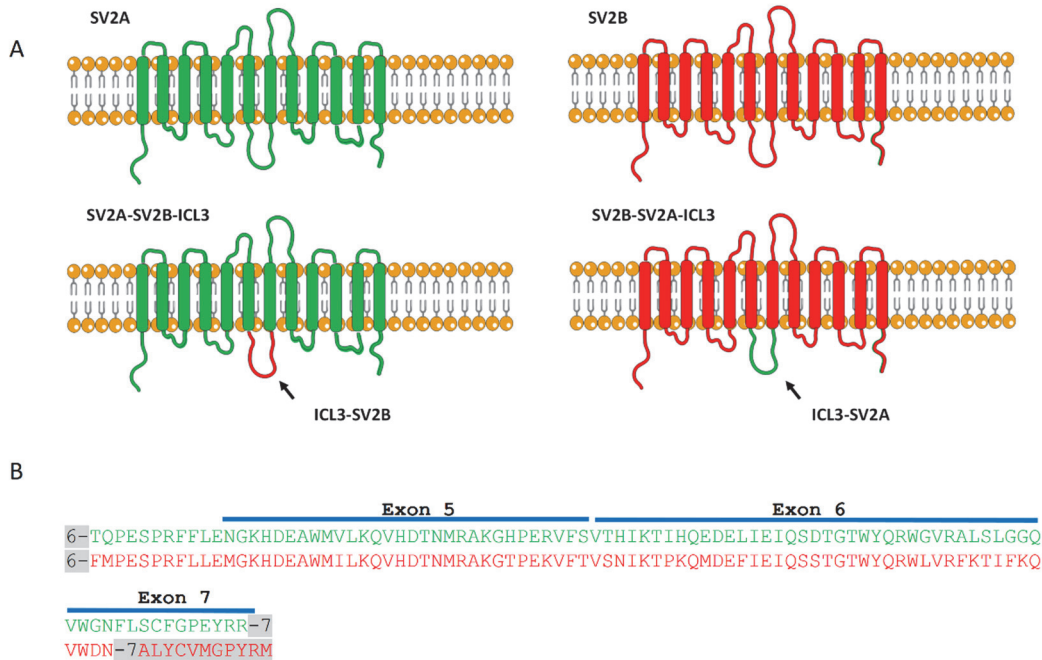 A
SV2A
SV2B
SV2A-SV2B-ICL3
SV2B-SV2A-ICL3
ICL3-SV2B
ICL3-SV2A
B
Exon 5 Exon 6
6-TQPESPRFFLENGKHDEAWMVLKQVHDTNMRAKGHPERVFSVTHIKTIHQEDELIEIQSDTGTWYQRWGVRALSLGGQ
6-FMPESPRFLLEMGKHDEAWMILKQVHDTNMRAKGTPEKVFTVSNIKTPKQMDEFIEIQSSTGTWYQRWLVRFKTIFKQ
Exon 7
VWGNFLSCFGPEYRR-7
VWDN-7ALYCVMGPYRM